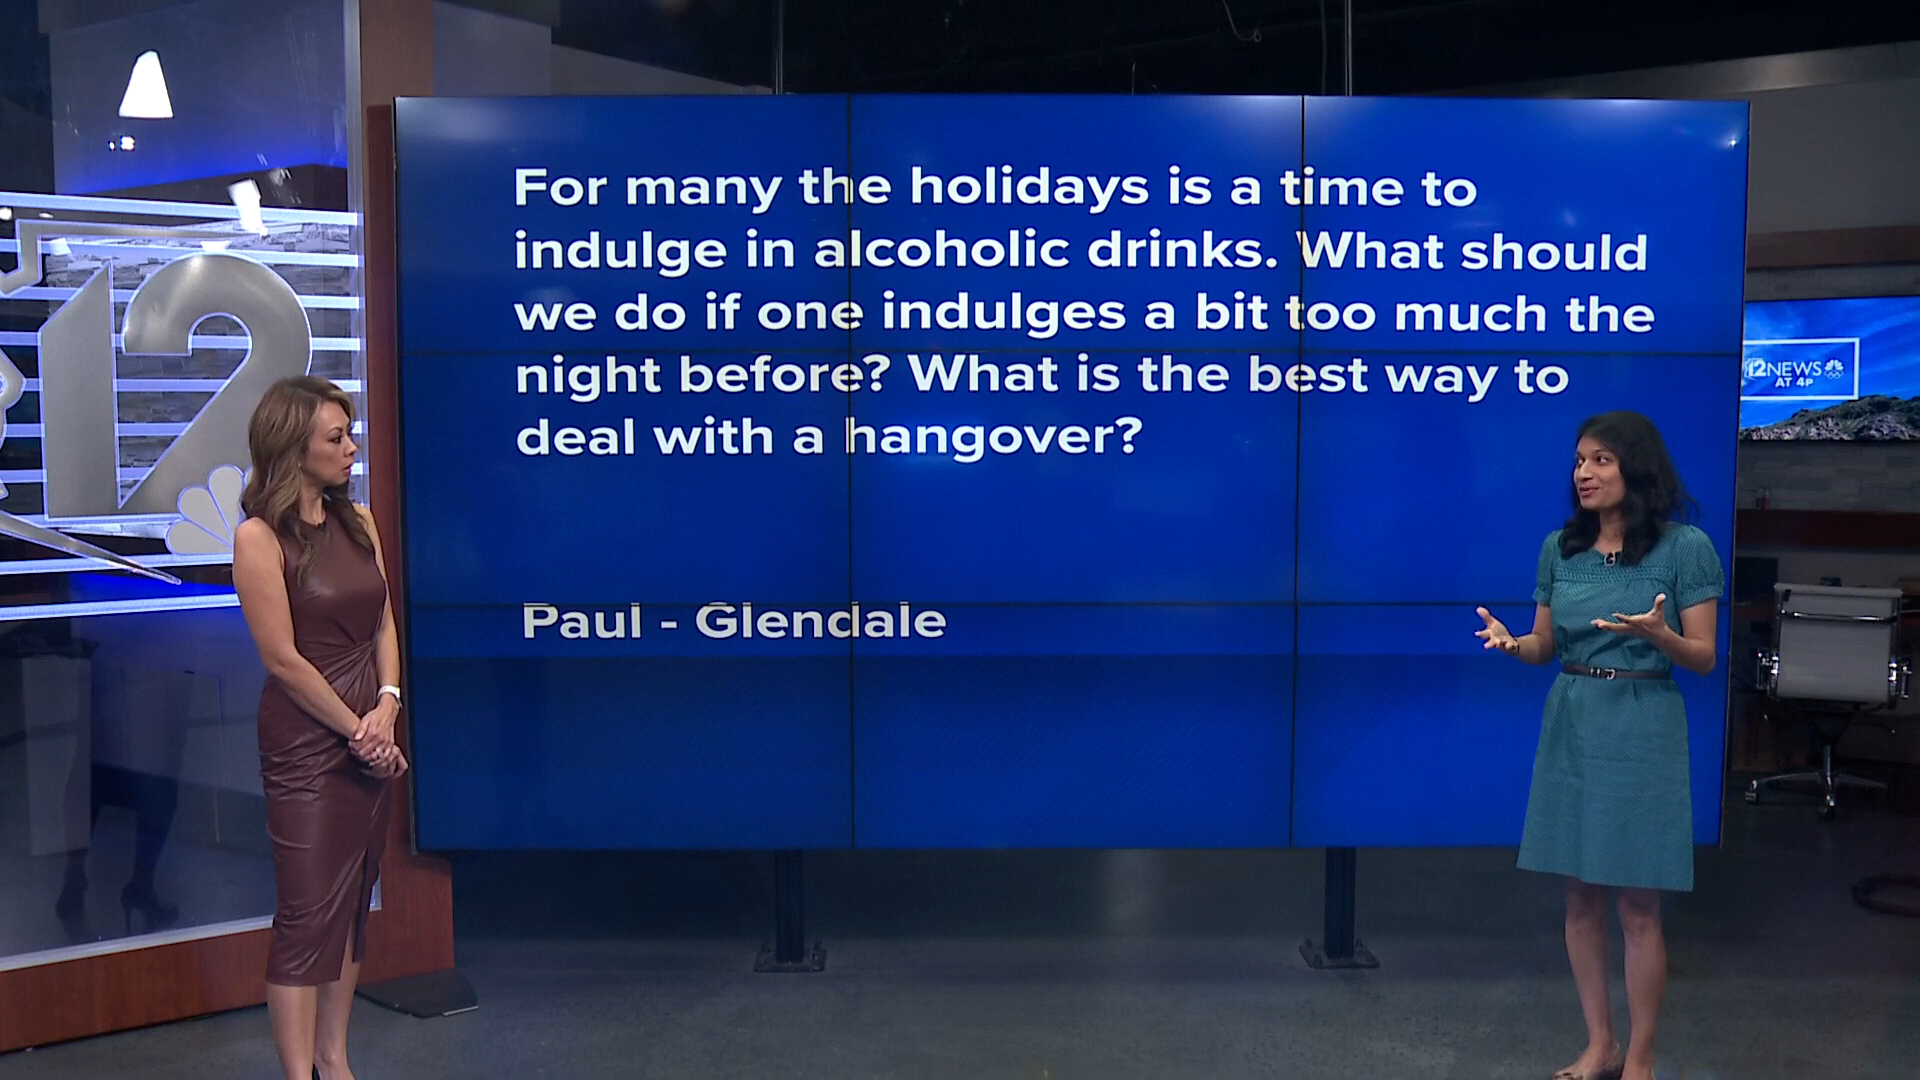 For many the holidays is a time to
indulge in alcoholic drinks. What should
we do if one indulges a bit too much the
night before? What is the best way to
deal with a hangover?
Paul - Glendale
12
12NEWS
AT 4P